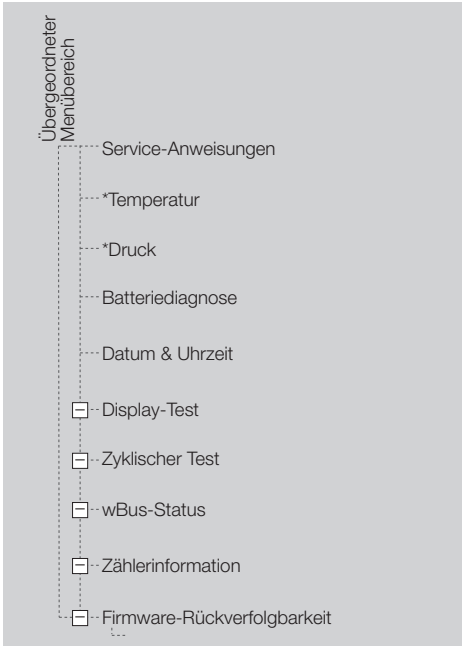 Übergeordneter
Menübereich
Service-Anweisungen
*Temperatur
*Druck
Batteriediagnose
Datum & Uhrzeit
Display-Test
Zyklischer Test
wBus-Status
Zählerinformation
Firmware-Rückverfolgbarkeit